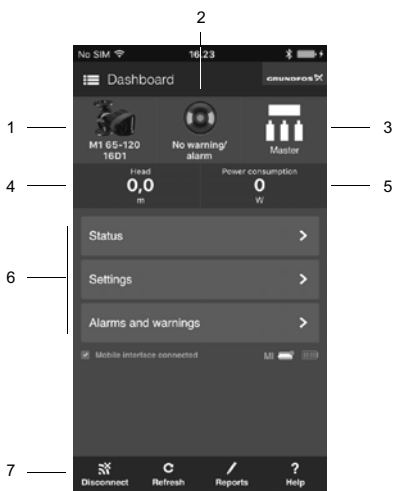 2
No SIM 16.23
Dashboard GRUNDFOS
1
M1 65-120
16D1
No warning/
alarm
Master
3
4
Head
0,0
m
Power consumption
0
W
5
6
Status
Settings
Alarms and warnings
Mobile interface connected MI
7
Disconnect Refresh Reports Help